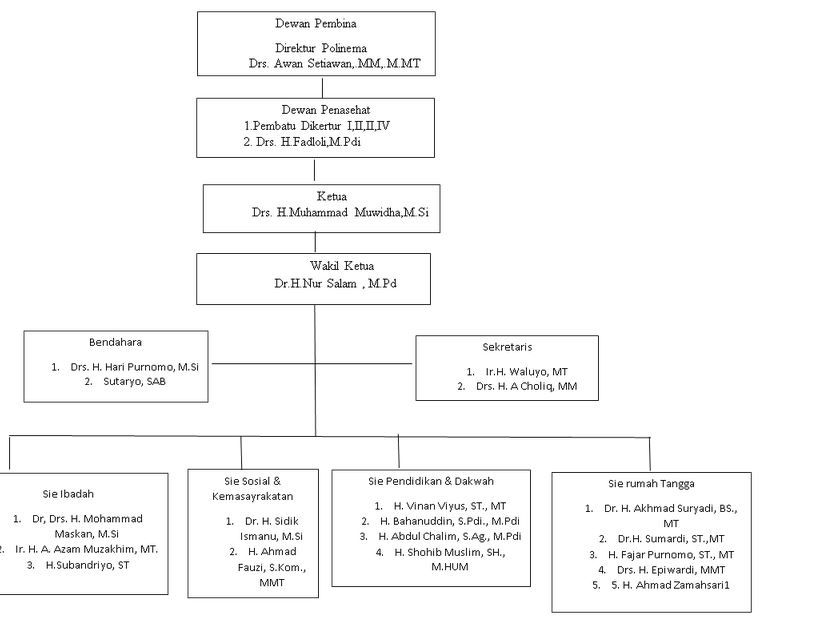 Dewan Pembina
Direktur Polinema
Drs. Awan Setiawan,.MM,.M.MT
Dewan Penasehat
1.Pembatu Dikertur I,II,II,IV
2. Drs. H.Fadloli,M.Pdi
Ketua
Drs. H.Muhammad Muwidha,M.Si
Wakil Ketua
Dr.H.Nur Salam , M.Pd
Bendahara
1. Drs. H. Hari Purnomo, M.Si
2. Sutaryo, SAB
Sekretaris
1. Ir.H. Waluyo, MT
2. Drs. H. A Choliq, MM
Sie Ibadah
1. Dr, Drs. H. Mohammad
Maskan, M.Si
2. Ir. H. A. Azam Muzakhim, MT.
3. H.Subandriyo, ST
Sie Sosial &
Kemasayrakatan
1. Dr. H. Sidik
Ismanu, M.Si
2. H. Ahmad
Fauzi, S.Kom.,
MMT
Sie Pendidikan & Dakwah
1. H. Vinan Viyus, ST., MT
2. H. Bahanuddin, S.Pdi., M.Pdi
3. H. Abdul Chalim, S.Ag., M.Pdi
4. H. Shohib Muslim, SH.,
M.HUM
Sie rumah Tangga
1. Dr. H. Akhmad Suryadi, BS.,
MT
2. Dr.H. Sumardi, ST.,MT
3. H. Fajar Purnomo, ST., MT
4. Drs. H. Epiwardi, MMT
5. 5. H. Ahmad Zamahsari1